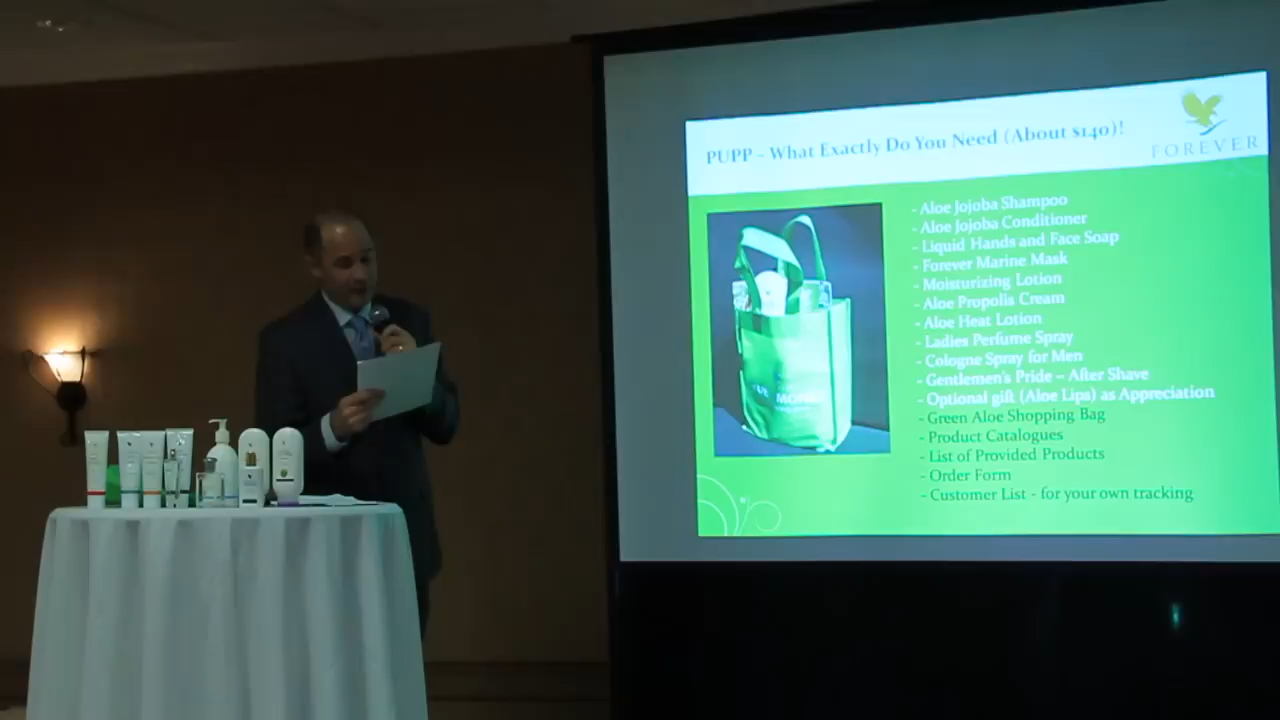 PUPP – What Exactly Do You Need (About $140)!
FOREVER
- Aloe Jojoba Shampoo
- Aloe Jojoba Conditioner
- Liquid Hands and Face Soap
- Forever Marine Mask
- Moisturizing Lotion
- Aloe Propolis Cream
- Aloe Heat Lotion
- Ladies Perfume Spray
- Cologne Spray for Men
- Gentlemen's Pride – After Shave
- Optional gift (Aloe Lips) as Appreciation
- Green Aloe Shopping Bag
- Product Catalogues
- List of Provided Products
- Order Form
- Customer List - for your own tracking